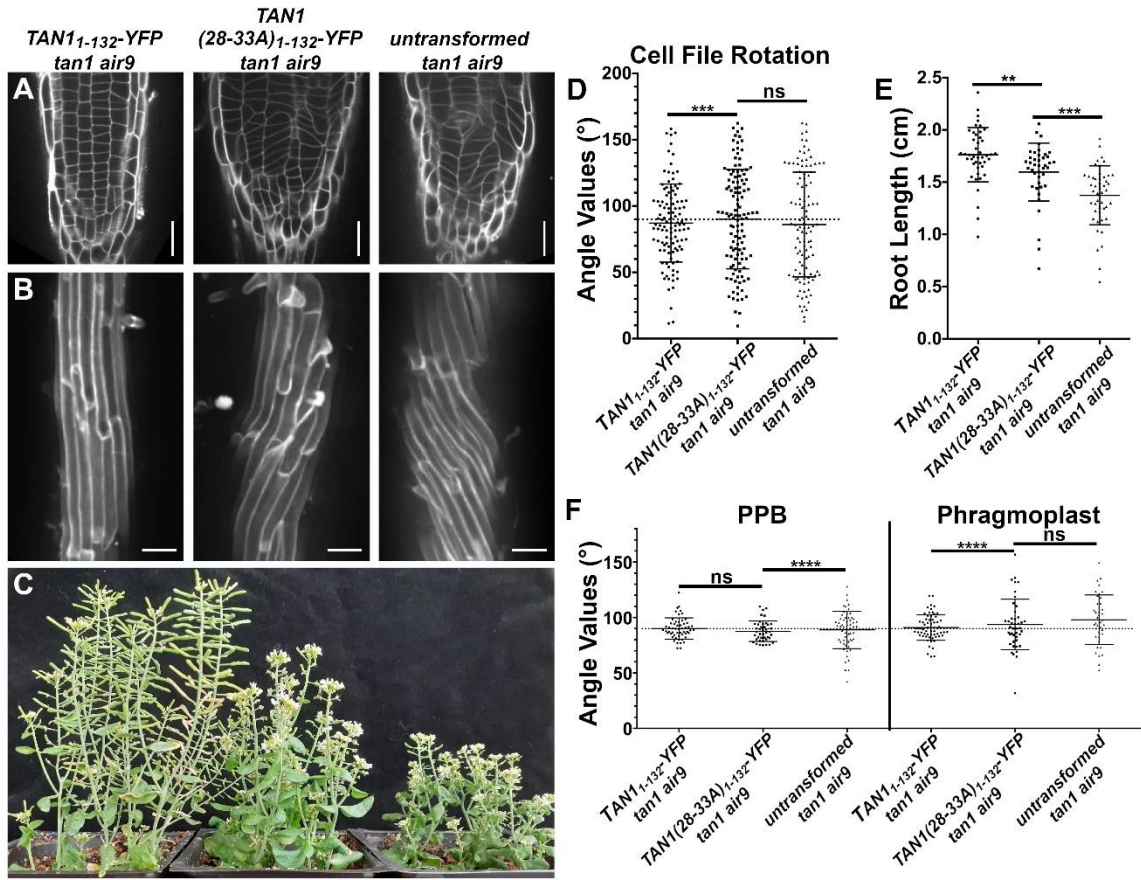 TAN1₁₋₁₃₂-YFP
tan1 air9
TAN1
(28-33A)₁₋₁₃₂-YFP
tan1 air9
untransformed
tan1 air9
A
B
C
D
Cell File Rotation
Angle Values (°)
200
150
100
50
0
***
ns
TAN1₁₋₁₃₂-YFP
tan1 air9
TAN1(28-33A)₁₋₁₃₂-YFP
tan1 air9
untransformed
tan1 air9
E
Root Length (cm)
2.5
2.0
1.5
1.0
0.5
0.0
**
***
TAN1₁₋₁₃₂-YFP
tan1 air9
TAN1(28-33A)₁₋₁₃₂-YFP
tan1 air9
untransformed
tan1 air9
F
PPB
Phragmoplast
Angle Values (°)
150
100
50
0
ns
****
****
ns
TAN1₁₋₁₃₂-YFP
tan1 air9
TAN1(28-33A)₁₋₁₃₂-YFP
tan1 air9
untransformed
tan1 air9
TAN1₁₋₁₃₂-YFP
tan1 air9
TAN1(28-33A)₁₋₁₃₂-YFP
tan1 air9
untransformed
tan1 air9